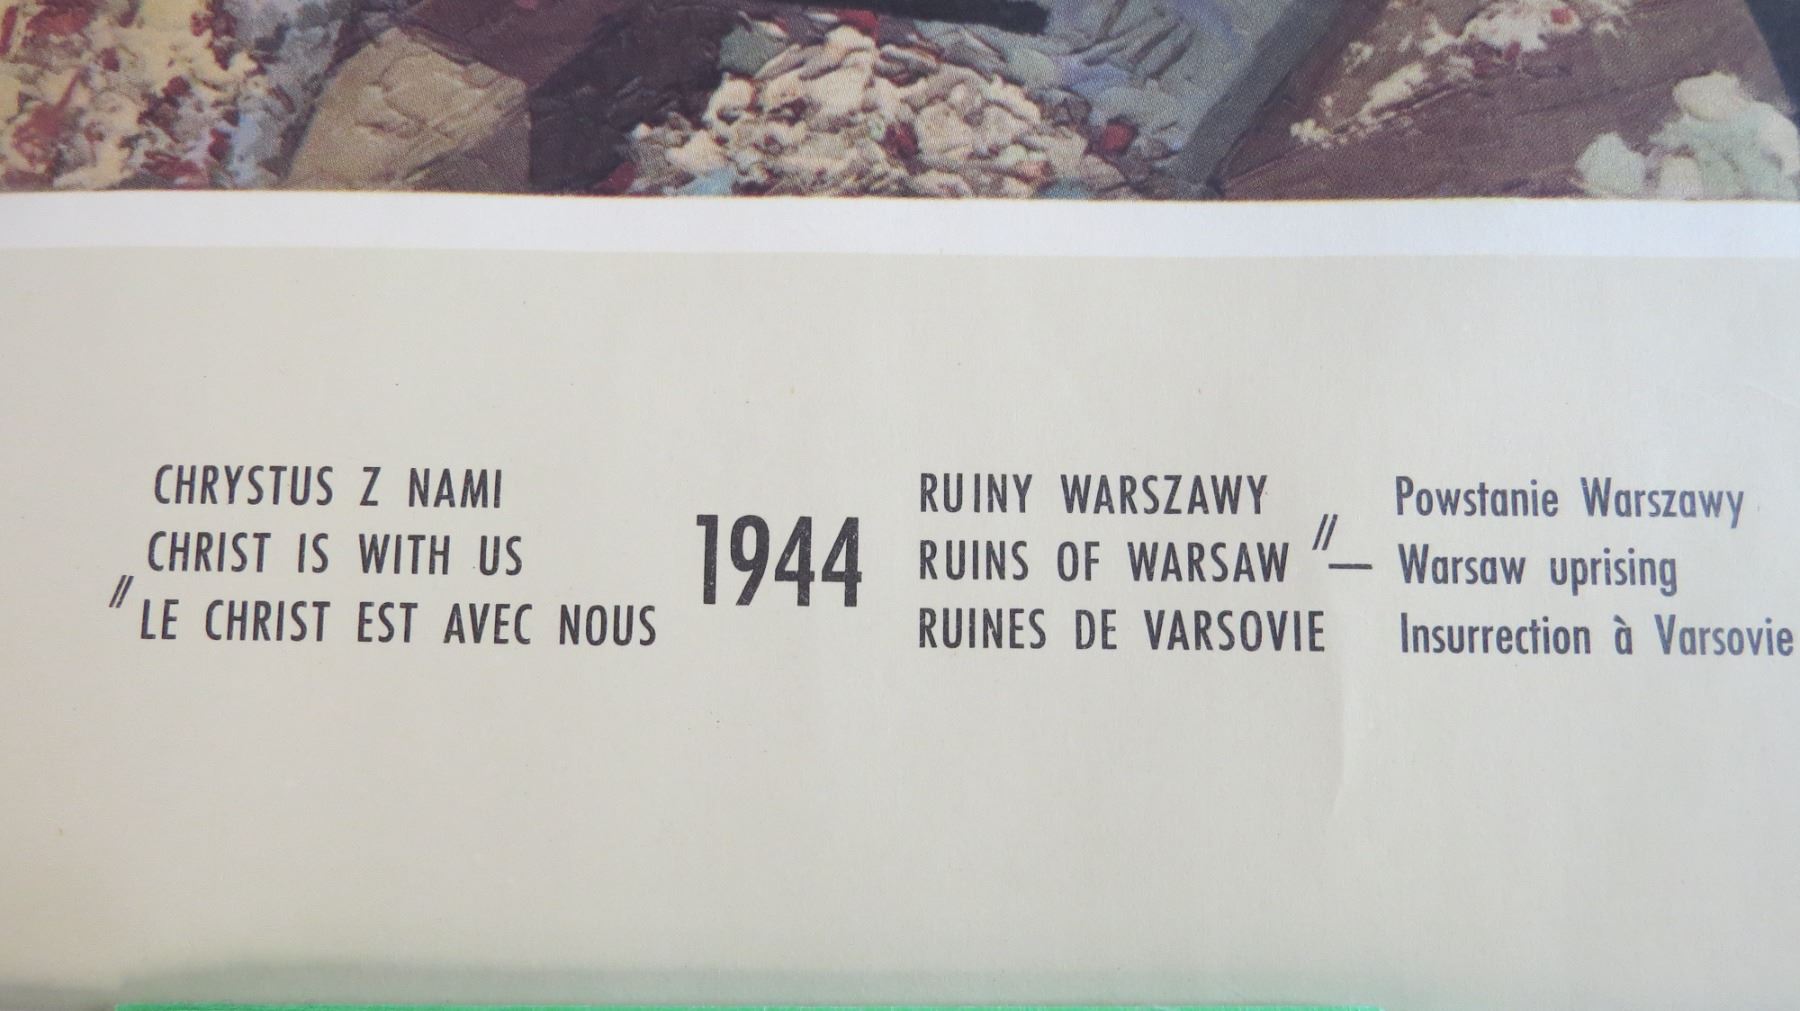 CHRYSTUS Z NAMI
CHRIST IS WITH US
"LE CHRIST EST AVEC NOUS
1944
RUINY WARSZAWY
RUINS OF WARSAW "—
RUINES DE VARSOVIE
Powstanie Warszawy
Warsaw uprising
Insurrection à Varsovie